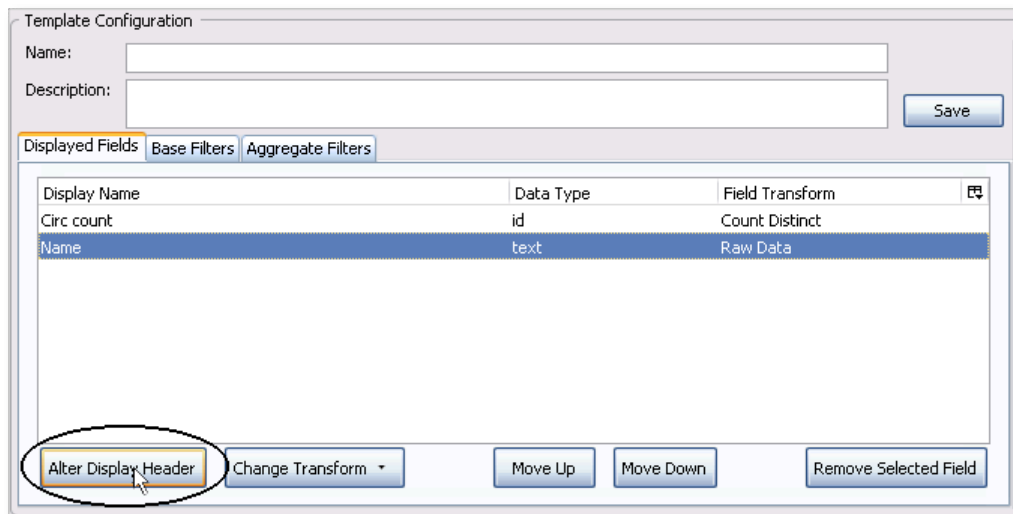 Template Configuration
Name:
Description:
Save
Displayed Fields Base Filters Aggregate Filters
Display Name Data Type Field Transform
Circ count id Count Distinct
Name text Raw Data
Alter Display Header Change Transform Move Up Move Down Remove Selected Field